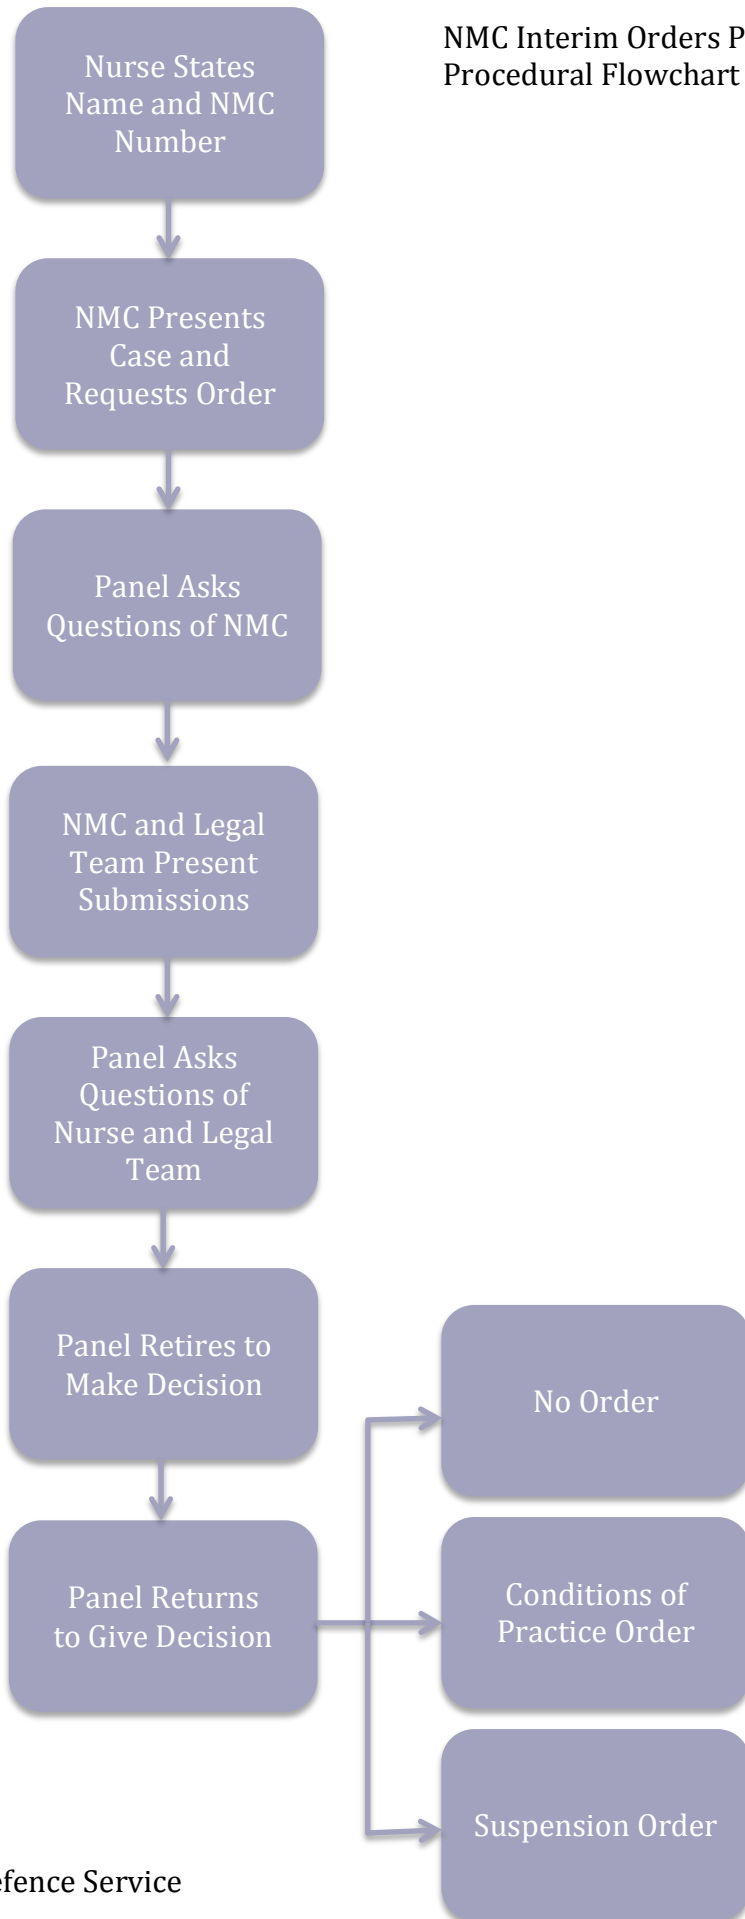 NMC Interim Orders P
Procedural Flowchart
Nurse States
Name and NMC
Number
NMC Presents
Case and
Requests Order
Panel Asks
Questions of NMC
NMC and Legal
Team Present
Submissions
Panel Asks
Questions of
Nurse and Legal
Team
Panel Retires to
Make Decision
Panel Returns
to Give Decision
No Order
Conditions of
Practice Order
Suspension Order
efence Service